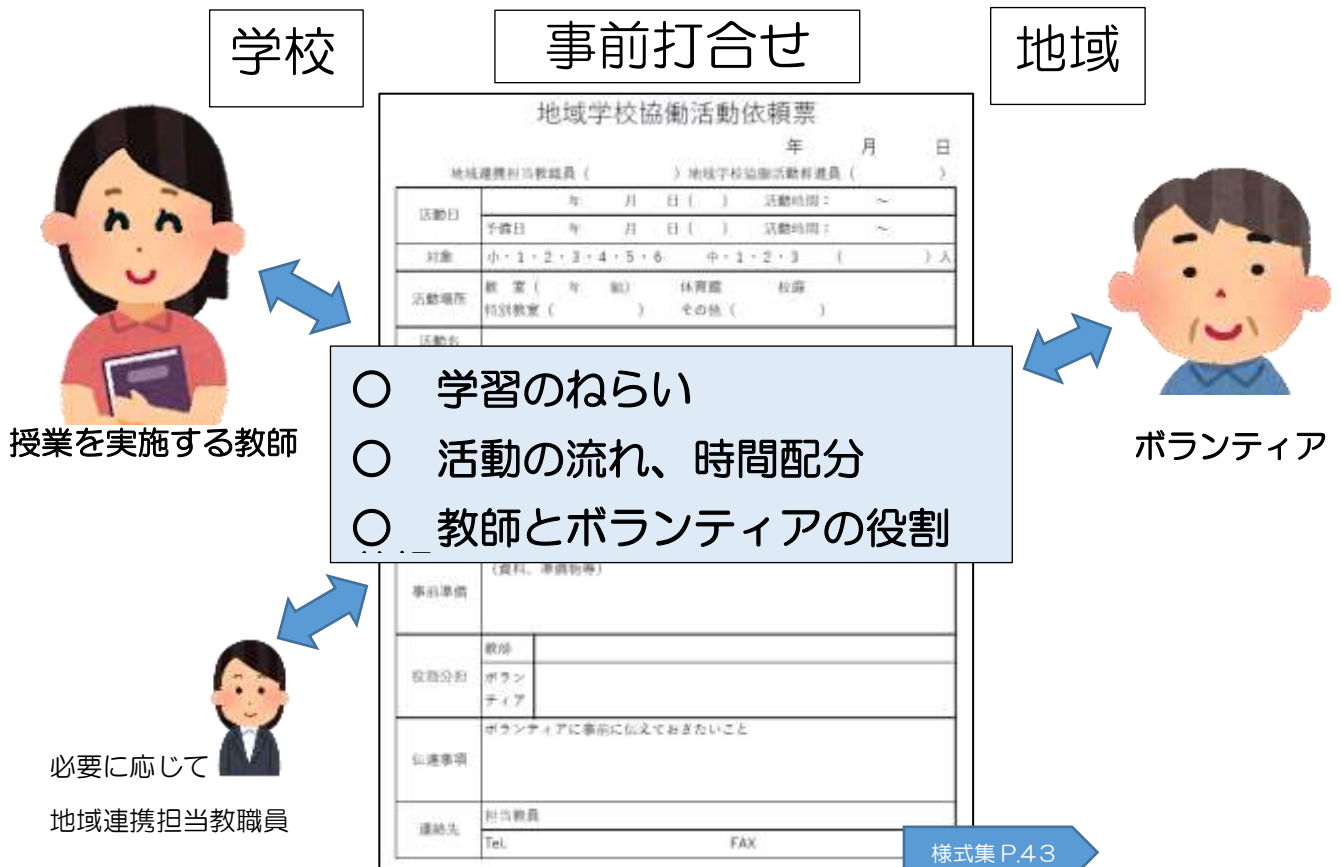 学校
事前打合せ
地域
地域学校協働活動依頼票
年 月 日
地域連携担当教職員（ ）地域学校協働活動推進員（ ）
活動日 年 月 日（ ） 活動時間： ～
予備日 年 月 日（ ） 活動時間： ～
対象 小・1・2・3・4・5・6 中・1・2・3 （ ）人
活動場所 教 室（ 年 組） 体育館 校庭
特別教室（ ） その他（ ）
活動名
〇 学習のねらい
〇 活動の流れ、時間配分
〇 教師とボランティアの役割
授業を実施する教師
ボランティア
（資料、準備物等）
事前準備
役割分担 教師
ボラン
ティア
ボランティアに事前に伝えておきたいこと
伝達事項
連絡先 担当教員
Tel. FAX
必要に応じて
地域連携担当教職員
様式集 P.43